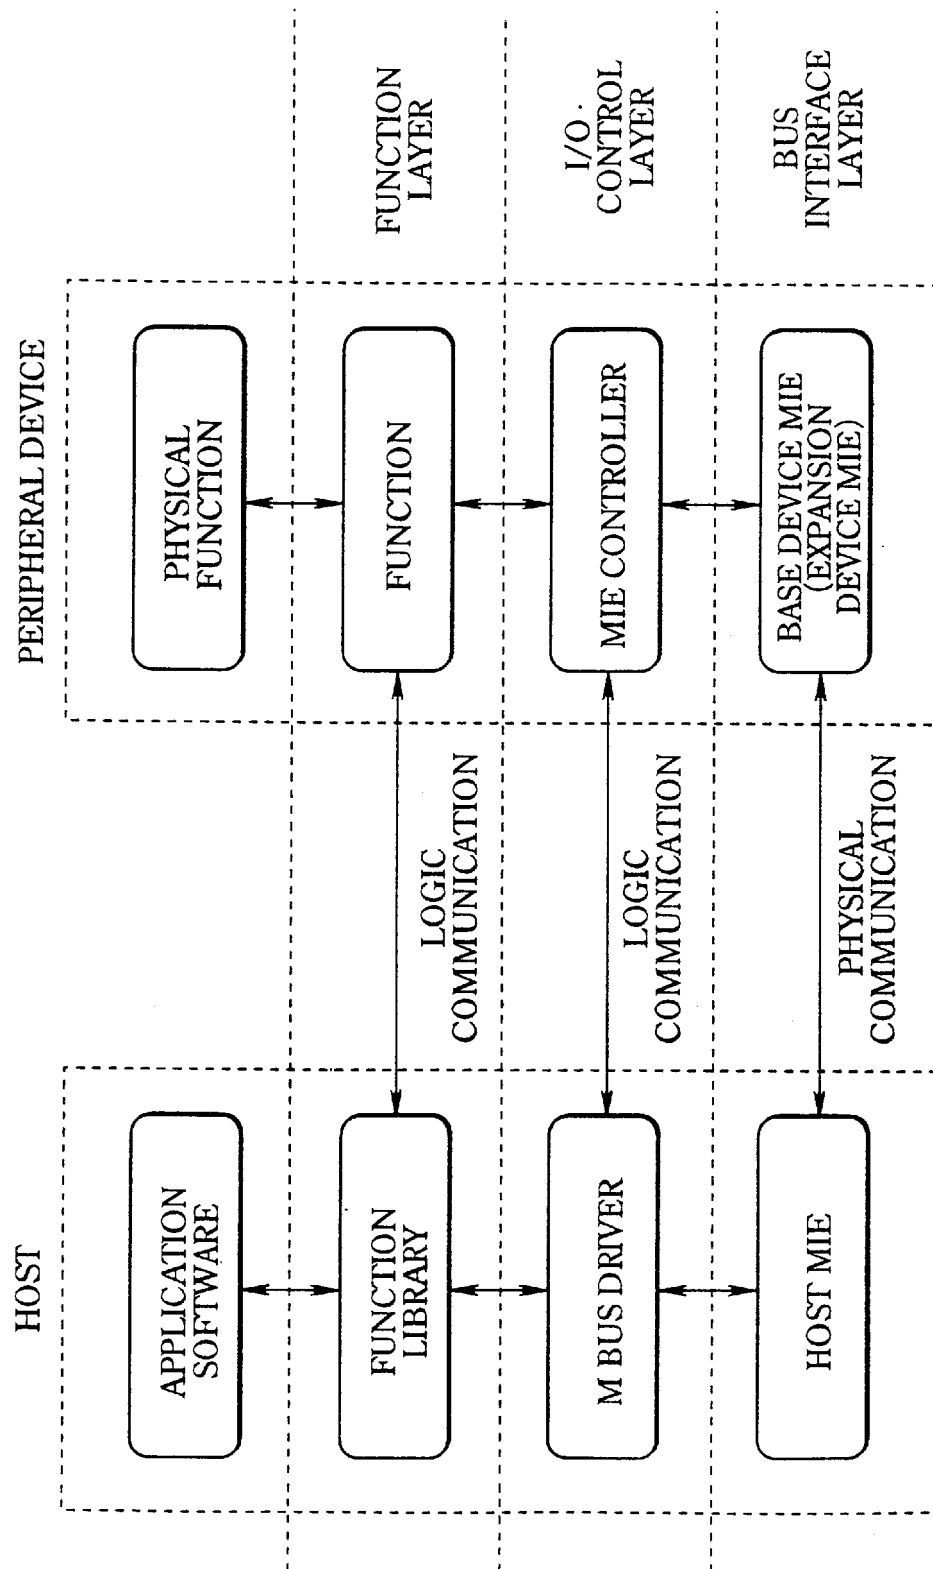 HOST
PERIPHERAL DEVICE
APPLICATION
SOFTWARE
PHYSICAL
FUNCTION
FUNCTION
LIBRARY
LOGIC
COMMUNICATION
FUNCTION
FUNCTION
LAYER
M BUS DRIVER
LOGIC
COMMUNICATION
MIE CONTROLLER
I/O
CONTROL
LAYER
HOST MIE
PHYSICAL
COMMUNICATION
BASE DEVICE MIE
(EXPANSION
DEVICE MIE)
BUS
INTERFACE
LAYER